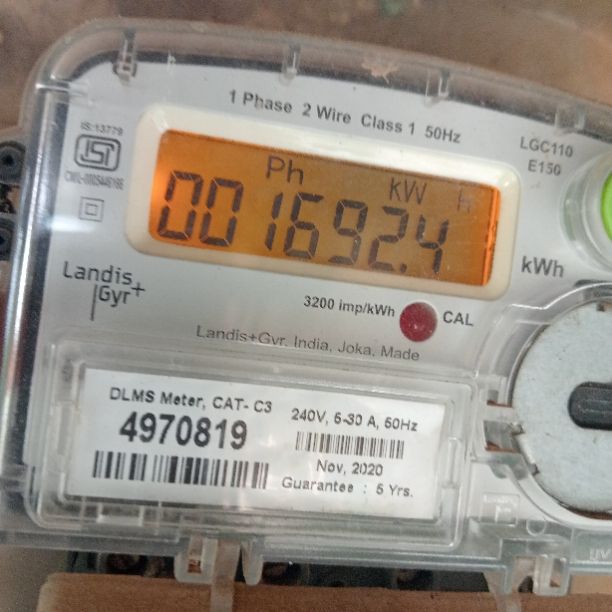 1 Phase 2 Wire Class 1 50Hz
IS:13779
ISI
LGC110
E150
Ph
kW H
001692.4
kWh
Landis
Gyr+
3200 imp/kWh
CAL
Landis+Gyr, India, Joka, Made
DLMS Meter, CAT- C3
4970819
240V, 5-30 A, 50Hz
Nov, 2020
Guarantee : 5 Yrs.